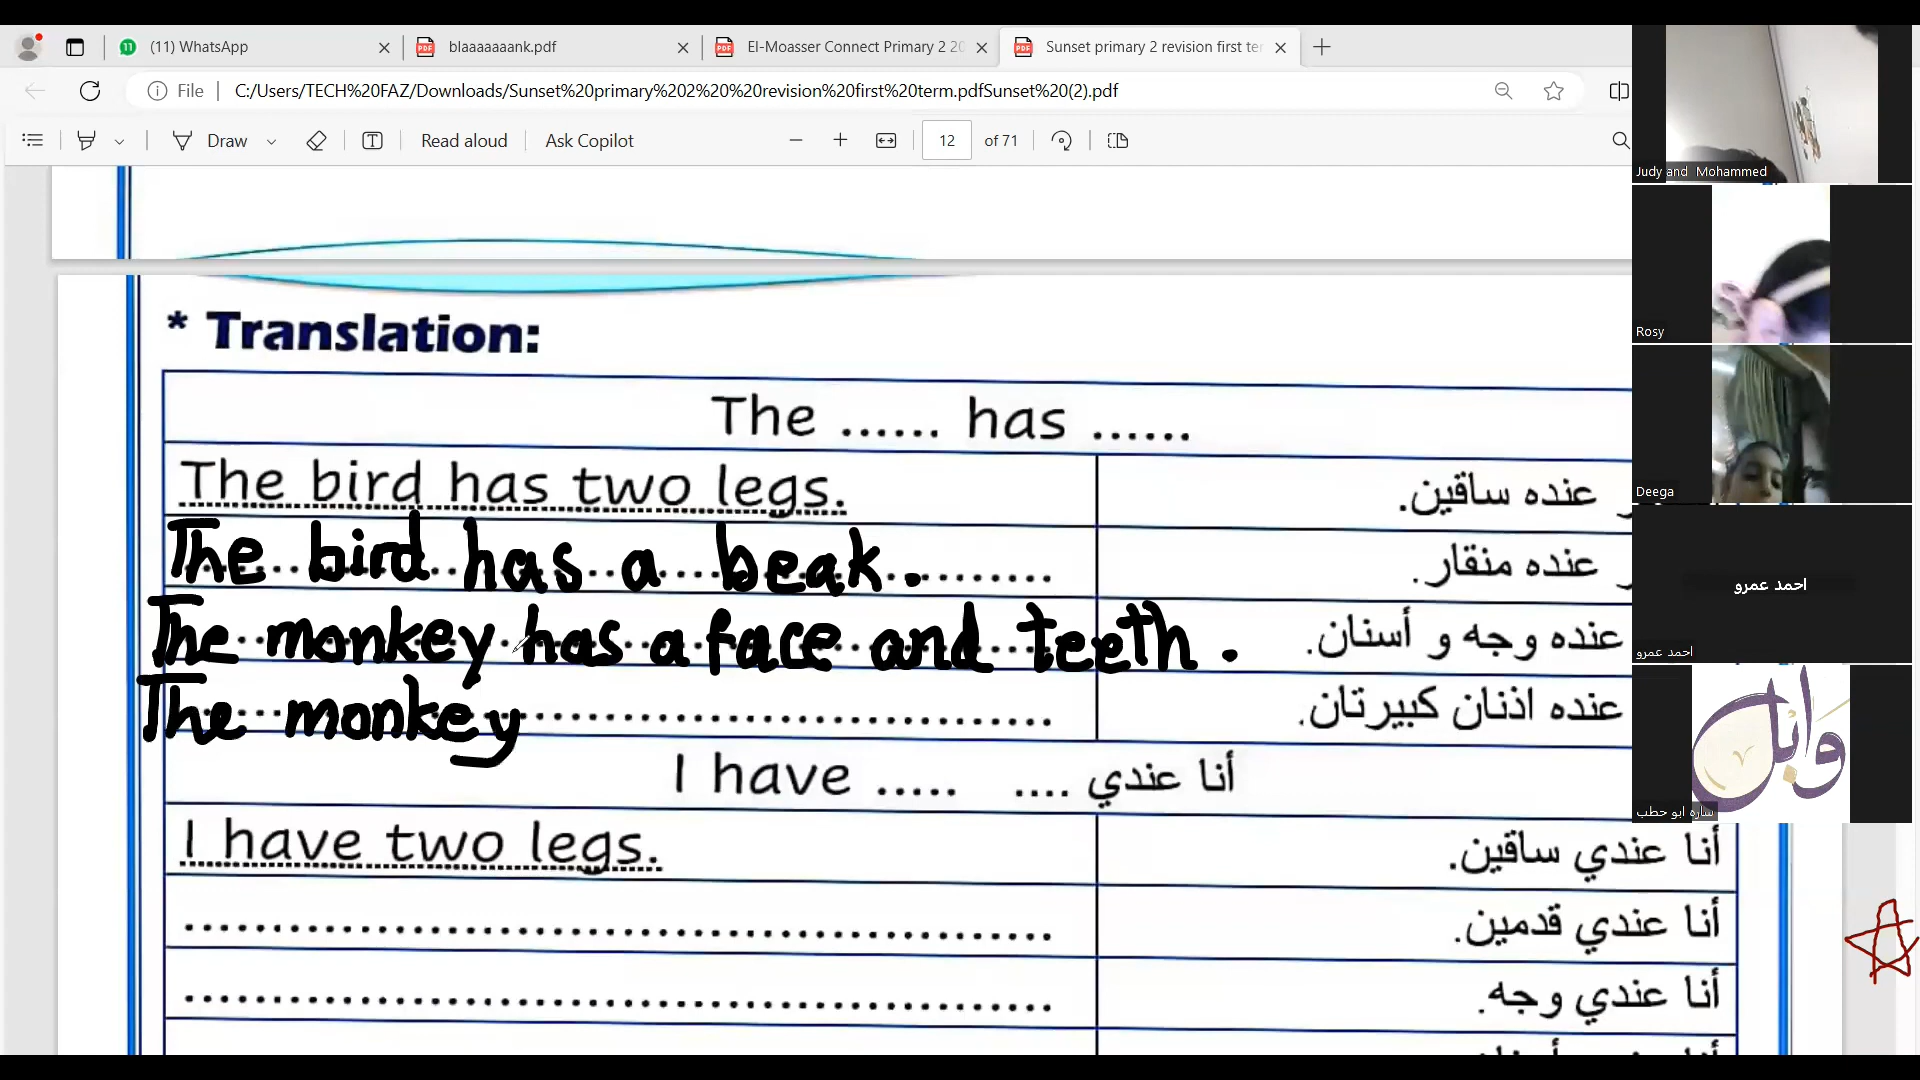 (11) WhatsApp
blaaaaaaank.pdf
El-Moasser Connect Primary 2 20
Sunset primary 2 revision first te
File
C:/Users/TECH%20FAZ/Downloads/Sunset%20primary%202%20%20revision%20first%20term.pdfSunset%20(2).pdf
Draw
Read aloud
Ask Copilot
12 of 71
* Translation:
The ...... has ......
The bird has two legs.
عنده ساقين.
The bird has a beak.
عنده منقار.
The monkey has a face and teeth.
عنده وجه و أسنان.
The monkey
عنده اذنان كبيرتان.
I have ..... .... أنا عندي
I have two legs.
أنا عندي ساقين.
أنا عندي قدمين.
أنا عندي وجه.
Judy and Mohammed
Rosy
Deega
احمد عمرو
احمد عمرو
وابل
ساره ابو حطب